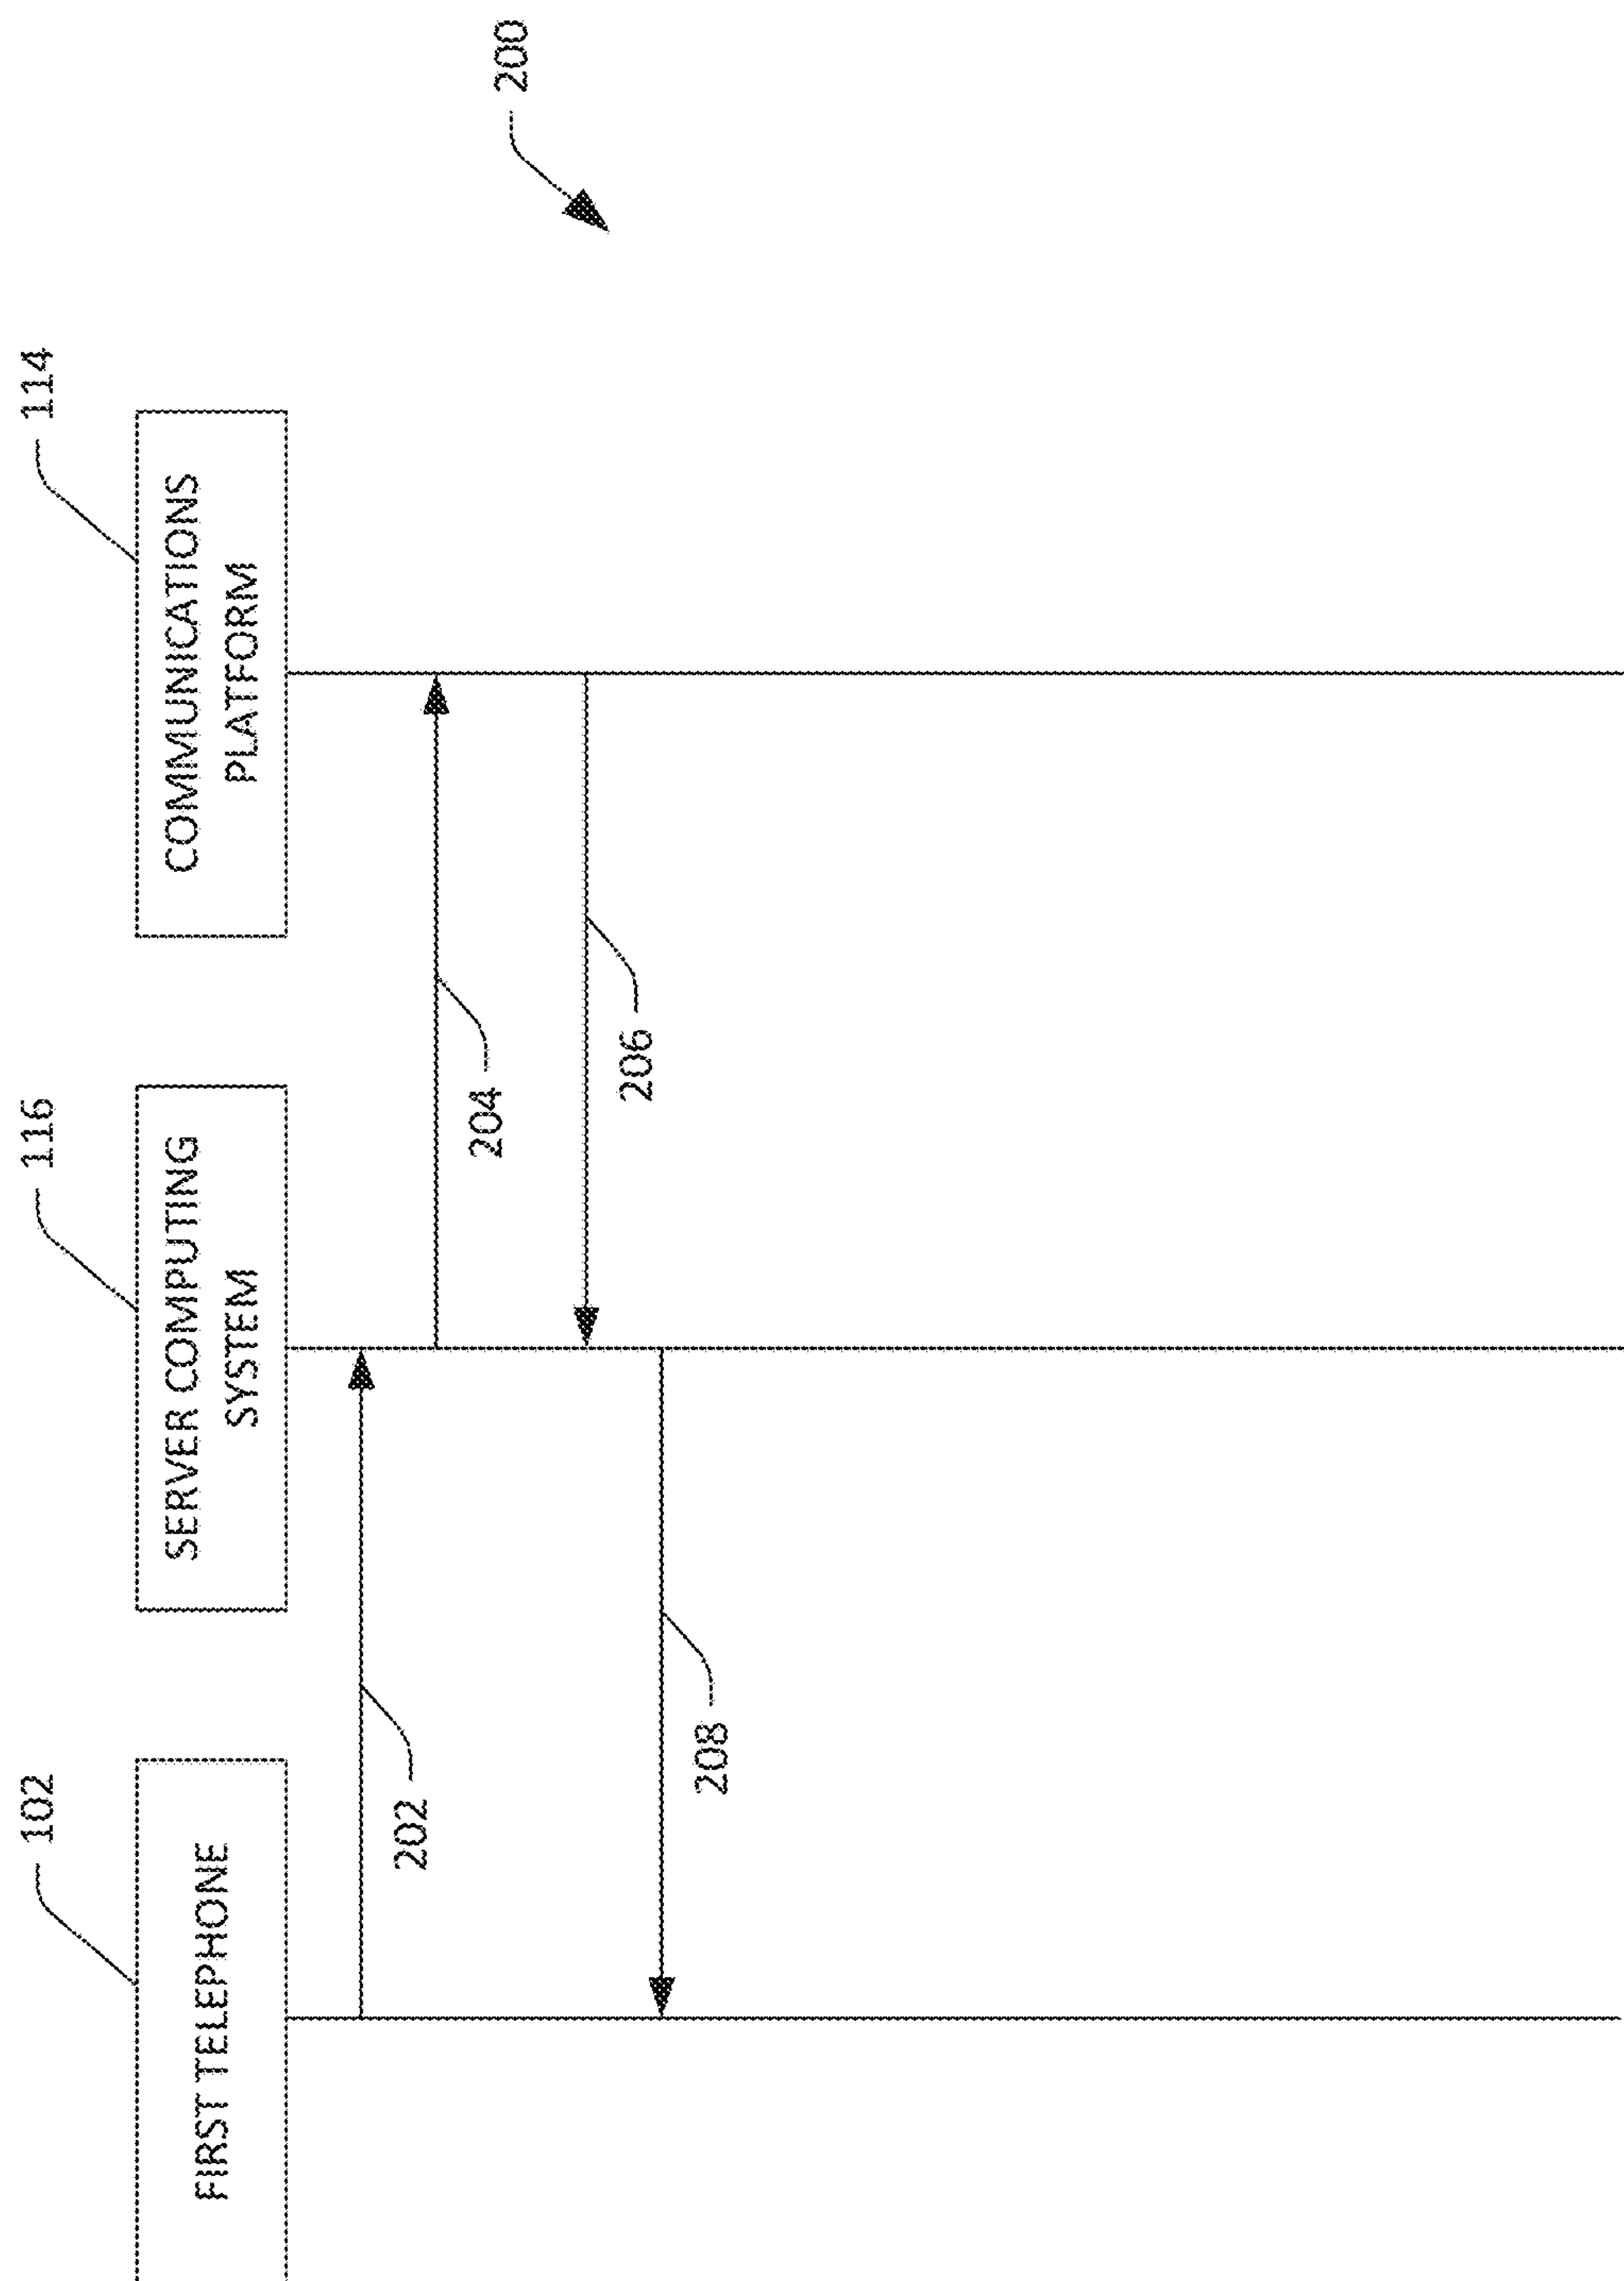 102
116
114
FIRST TELEPHONE
SERVER COMPUTING
SYSTEM
COMMUNICATIONS
PLATFORM
202
204
206
208
200